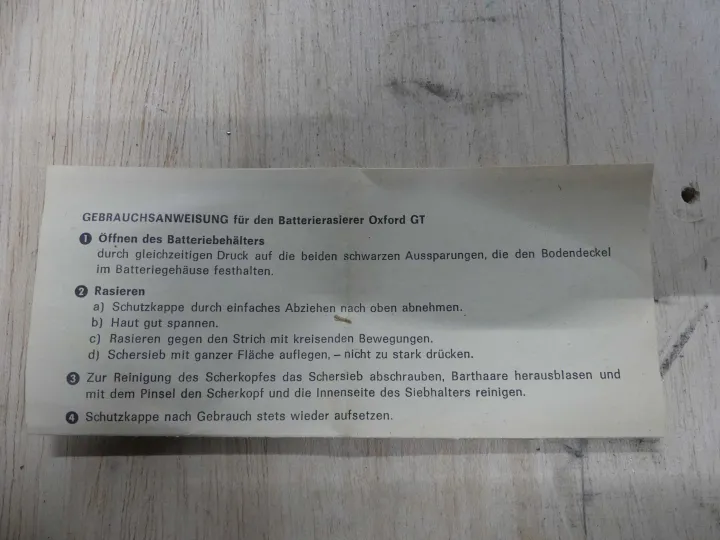 GEBRAUCHSANWEISUNG für den Batterierasierer Oxford GT
1 Öffnen des Batteriebehälters
durch gleichzeitigen Druck auf die beiden schwarzen Aussparungen, die den Bodendeckel
im Batteriegehäuse festhalten.
2 Rasieren
a) Schutzkappe durch einfaches Abziehen nach oben abnehmen.
b) Haut gut spannen.
c) Rasieren gegen den Strich mit kreisenden Bewegungen.
d) Schersieb mit ganzer Fläche auflegen, – nicht zu stark drücken.
3 Zur Reinigung des Scherkopfes das Schersieb abschrauben, Barthaare herausblasen und
mit dem Pinsel den Scherkopf und die Innenseite des Siebhalters reinigen.
4 Schutzkappe nach Gebrauch stets wieder aufsetzen.